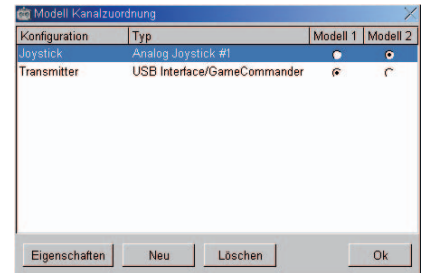 Modell Kanalzuordnung
Konfiguration Typ Modell 1 Modell 2
Joystick Analog Joystick #1
Transmitter USB Interface/GameCommander
Eigenschaften Neu Löschen Ok